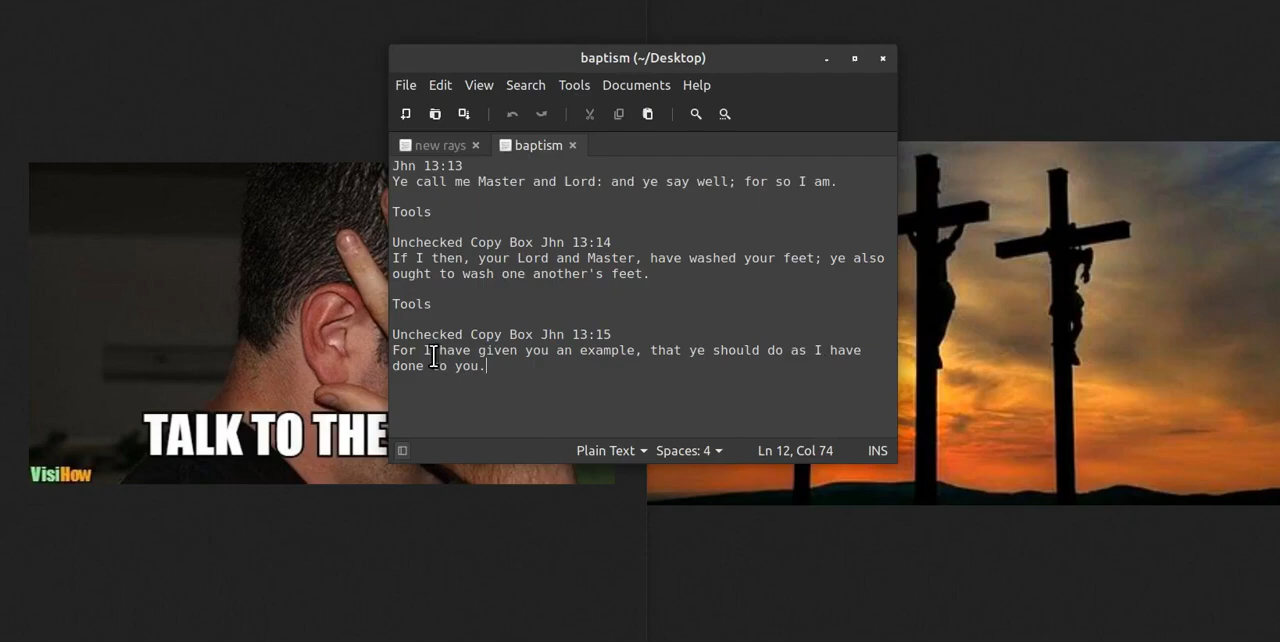 baptism (~/Desktop)
File Edit View Search Tools Documents Help
new rays baptism
Jhn 13:13
Ye call me Master and Lord: and ye say well; for so I am.
Tools
Unchecked Copy Box Jhn 13:14
If I then, your Lord and Master, have washed your feet; ye also
ought to wash one another's feet.
Tools
Unchecked Copy Box Jhn 13:15
For I have given you an example, that ye should do as I have
done to you.
Plain Text Spaces: 4 Ln 12, Col 74 INS
TALK TO THE
VisiHow